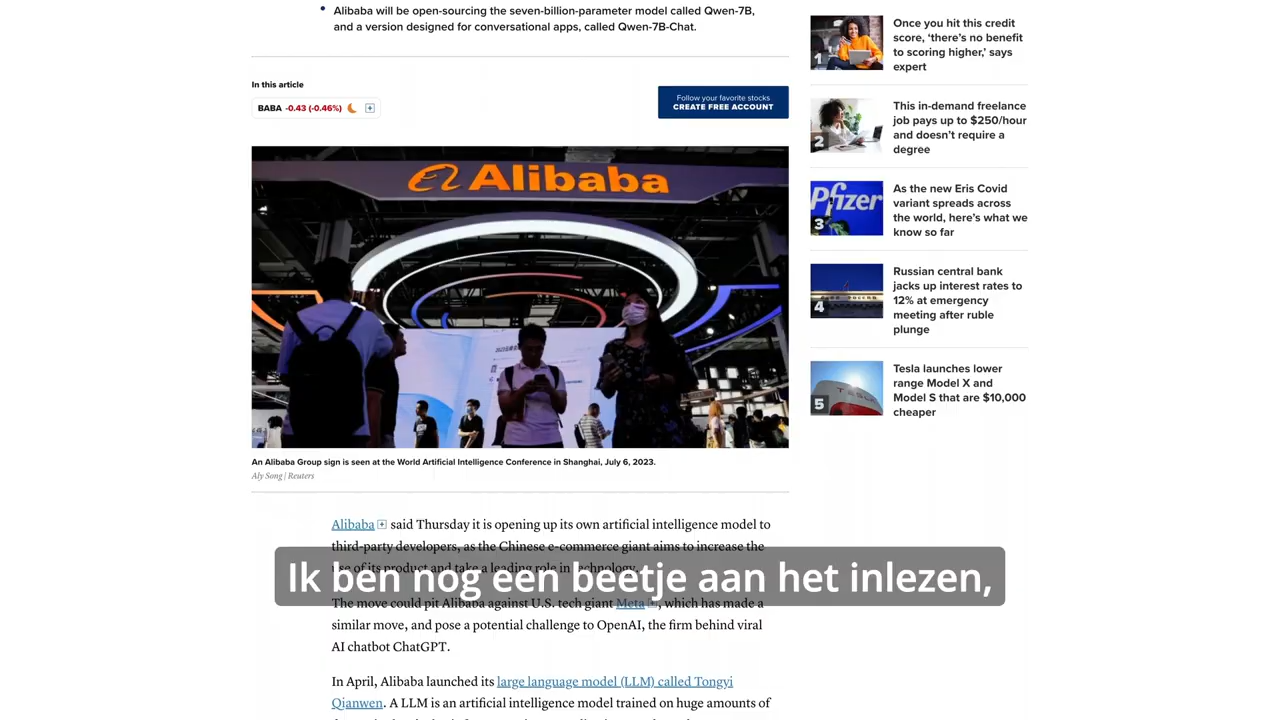 Alibaba will be open-sourcing the seven-billion-parameter model called Qwen-7B,
and a version designed for conversational apps, called Qwen-7B-Chat.
In this article
BABA -0.43 (-0.46%)
Follow your favorite stocks
CREATE FREE ACCOUNT
Alibaba
An Alibaba Group sign is seen at the World Artificial Intelligence Conference in Shanghai, July 6, 2023.
Aly Song | Reuters
Alibaba said Thursday it is opening up its own artificial intelligence model to
third-party developers, as the Chinese e-commerce giant aims to increase the
use of its product and take a leading role in technology.
Ik ben nog een beetje aan het inlezen,
The move could pit Alibaba against U.S. tech giant Meta, which has made a
similar move, and pose a potential challenge to OpenAI, the firm behind viral
AI chatbot ChatGPT.
In April, Alibaba launched its large language model (LLM) called Tongyi
Qianwen. A LLM is an artificial intelligence model trained on huge amounts of
1
Once you hit this credit
score, ‘there’s no benefit
to scoring higher,’ says
expert
2
This in-demand freelance
job pays up to $250/hour
and doesn’t require a
degree
Pfizer
3
As the new Eris Covid
variant spreads across
the world, here’s what we
know so far
4
Russian central bank
jacks up interest rates to
12% at emergency
meeting after ruble
plunge
TESLA
5
Tesla launches lower
range Model X and
Model S that are $10,000
cheaper